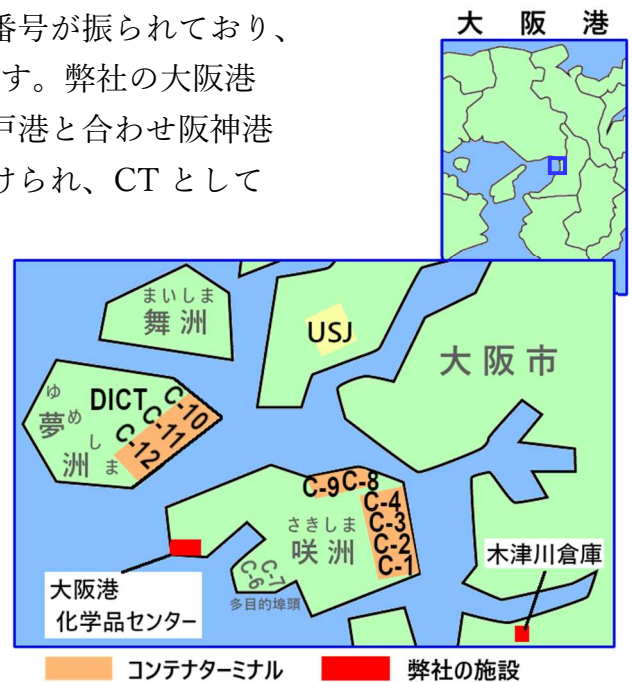 番号が振られており、
す。弊社の大阪港
戸港と合わせ阪神港
けられ、CT として
大 阪 港
まいしま
舞 洲
USJ
大 阪 市
ゆめしま
夢 洲
DICT
C-10
C-11
C-12
C-9
C-8
C-4
C-3
C-2
C-1
さきしま
咲 洲
C-7
C-6
多目的埠頭
大阪港
化学品センター
木津川倉庫
コンテナターミナル
弊社の施設